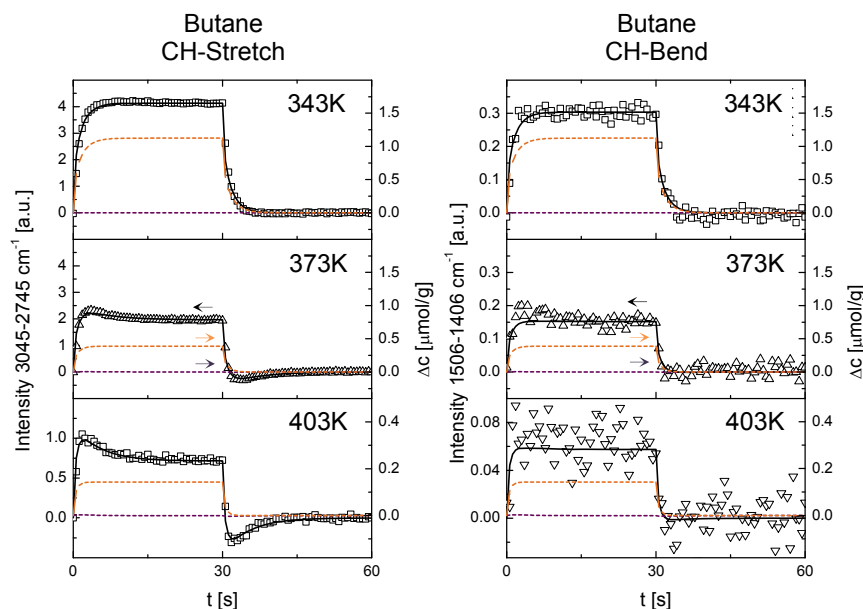 Butane
CH-Stretch
Butane
CH-Bend
343K
4
3
2
1
0
1.5
1.0
0.5
0.0
343K
0.3
0.2
0.1
0.0
1.5
1.0
0.5
0.0
373K
4
3
2
1
0
1.5
1.0
0.5
0.0
373K
0.3
0.2
0.1
0.0
1.5
1.0
0.5
0.0
403K
1.0
0.5
0.0
0.4
0.2
0.0
403K
0.08
0.04
0.00
0.4
0.2
0.0
0 30 60
0 30 60
t [s]
t [s]
Intensity 3045-2745 cm⁻¹ [a.u.]
Δc [µmol/g]
Intensity 1506-1406 cm⁻¹ [a.u.]
Δc [µmol/g]